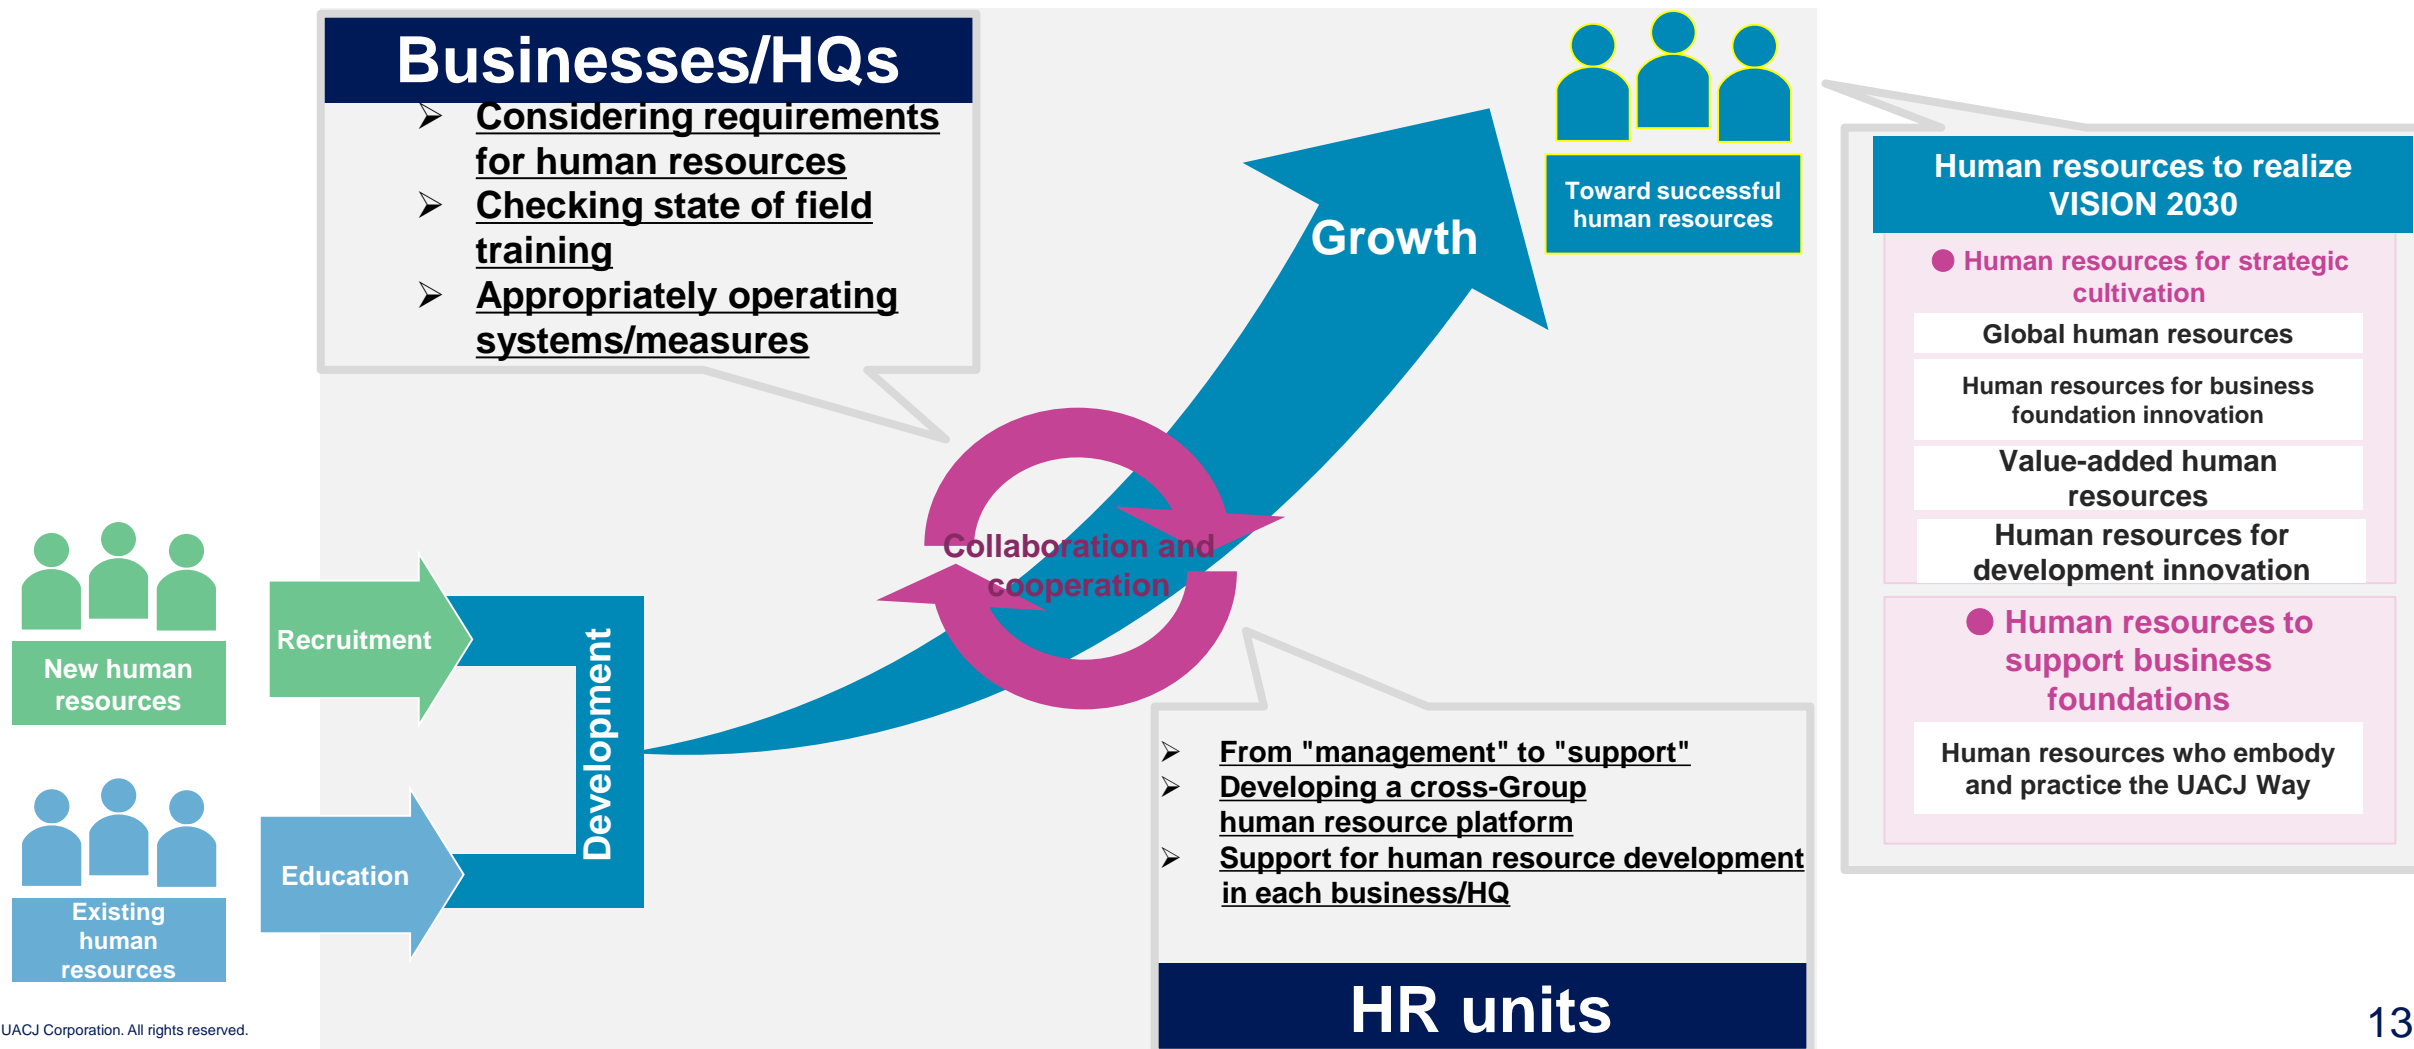 Businesses/HQs
➢ Considering requirements
for human resources
➢ Checking state of field
training
➢ Appropriately operating
systems/measures
Growth
Toward successful
human resources
Human resources to realize
VISION 2030
● Human resources for strategic
cultivation
Global human resources
Human resources for business
foundation innovation
Value-added human
resources
Human resources for
development innovation
● Human resources to
support business
foundations
Human resources who embody
and practice the UACJ Way
Collaboration and
cooperation
New human
resources
Recruitment
Development
Existing
human
resources
Education
➢ From "management" to "support"
➢ Developing a cross-Group
human resource platform
➢ Support for human resource development
in each business/HQ
HR units
UACJ Corporation. All rights reserved.
13